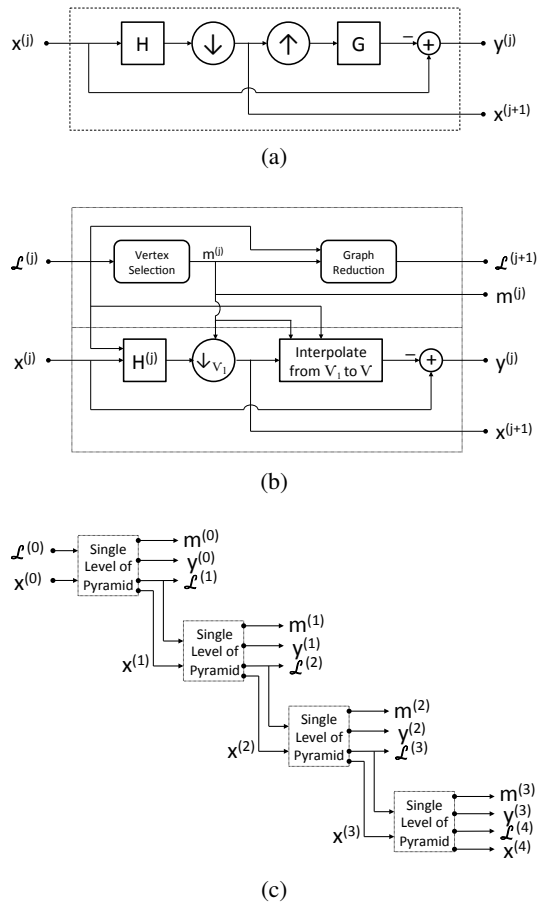 x^(j) H ↓ ↑ G − + y^(j)
x^(j+1)
(a)
ℒ^(j) Vertex Selection m^(j) Graph Reduction ℒ^(j+1)
m^(j)
x^(j) H^(j) ↓V₁ Interpolate from V₁ to V − + y^(j)
x^(j+1)
(b)
ℒ^(0) Single Level of Pyramid m^(0)
x^(0) y^(0)
ℒ^(1)
x^(1) Single Level of Pyramid m^(1)
y^(1)
ℒ^(2)
x^(2) Single Level of Pyramid m^(2)
y^(2)
ℒ^(3)
x^(3) Single Level of Pyramid m^(3)
y^(3)
ℒ^(4)
x^(4)
(c)